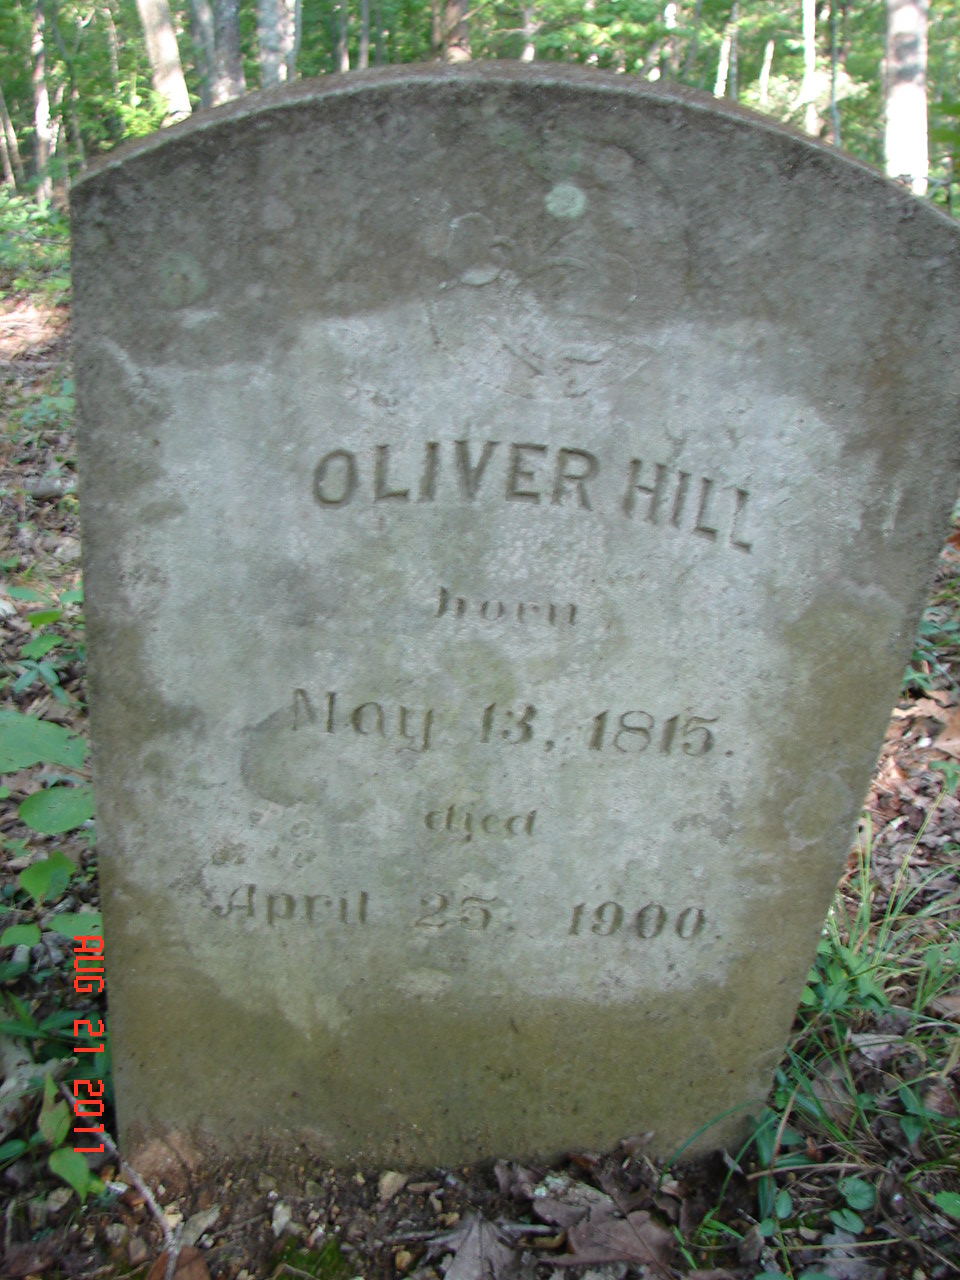 OLIVER HILL
born
May 13, 1815.
died
April 25, 1900.
AUG 21 2011